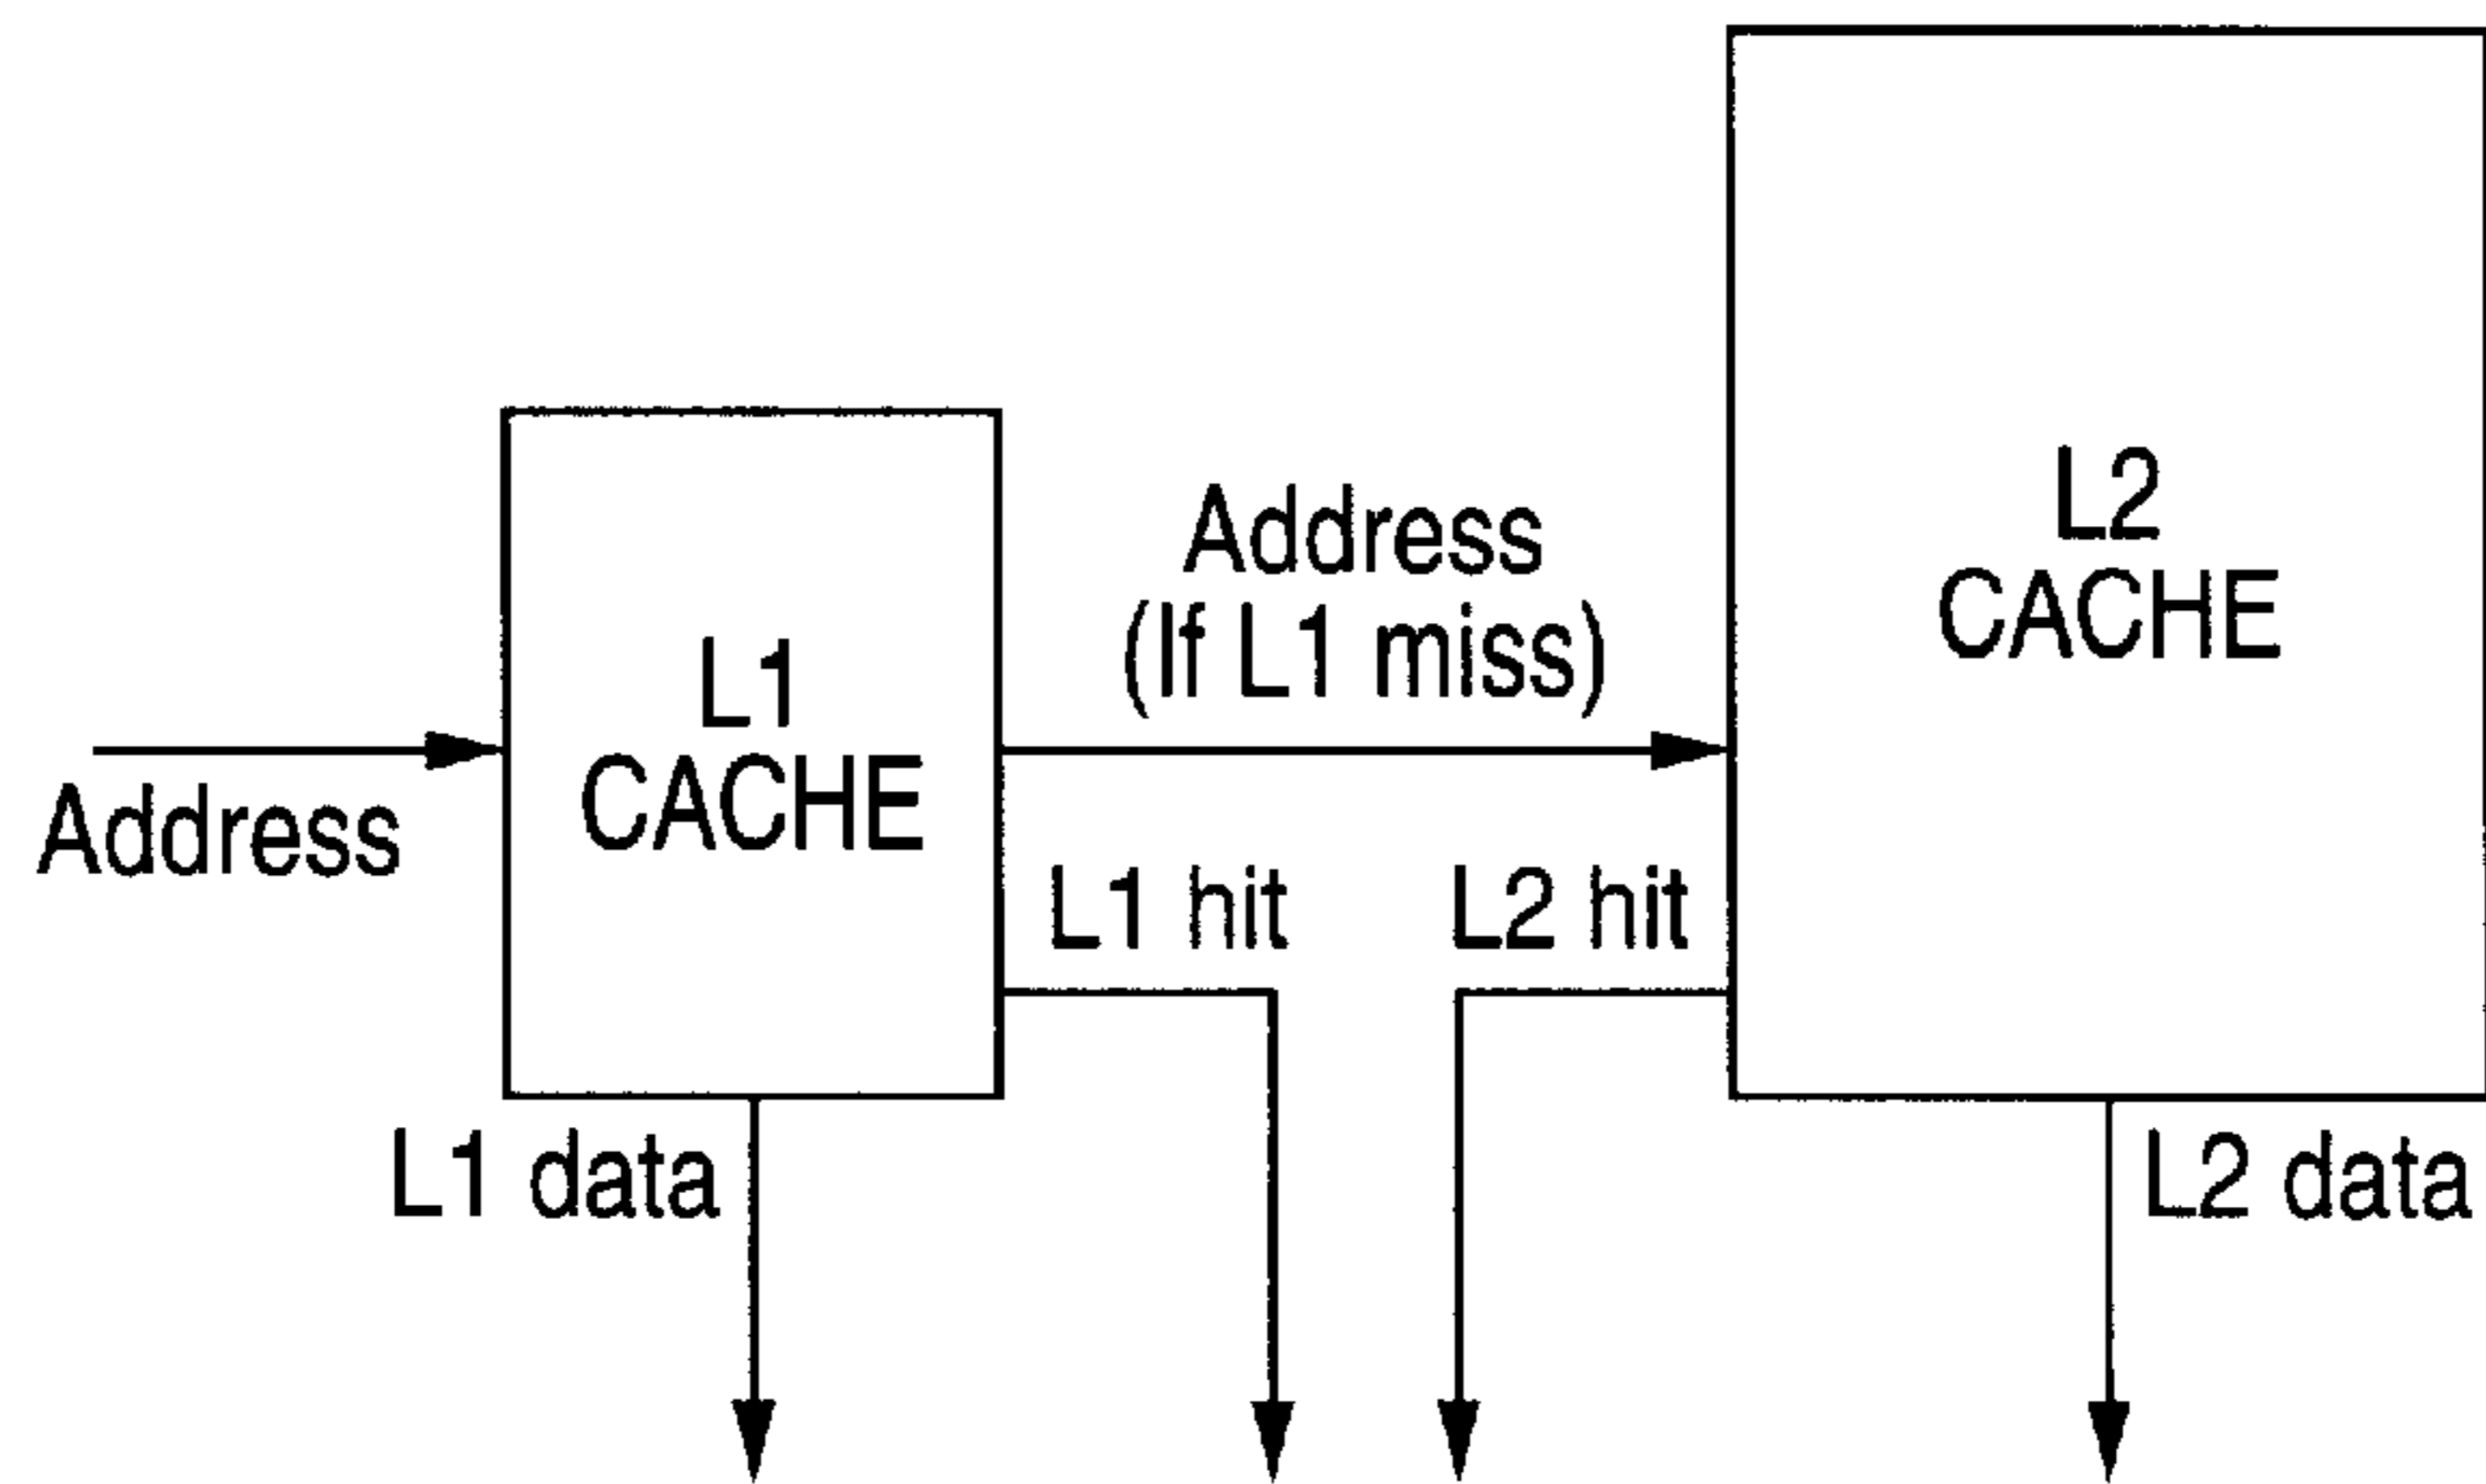 L2
CACHE
Address
(If L1 miss)
L1
CACHE
Address
L1 hit
L2 hit
L1 data
L2 data